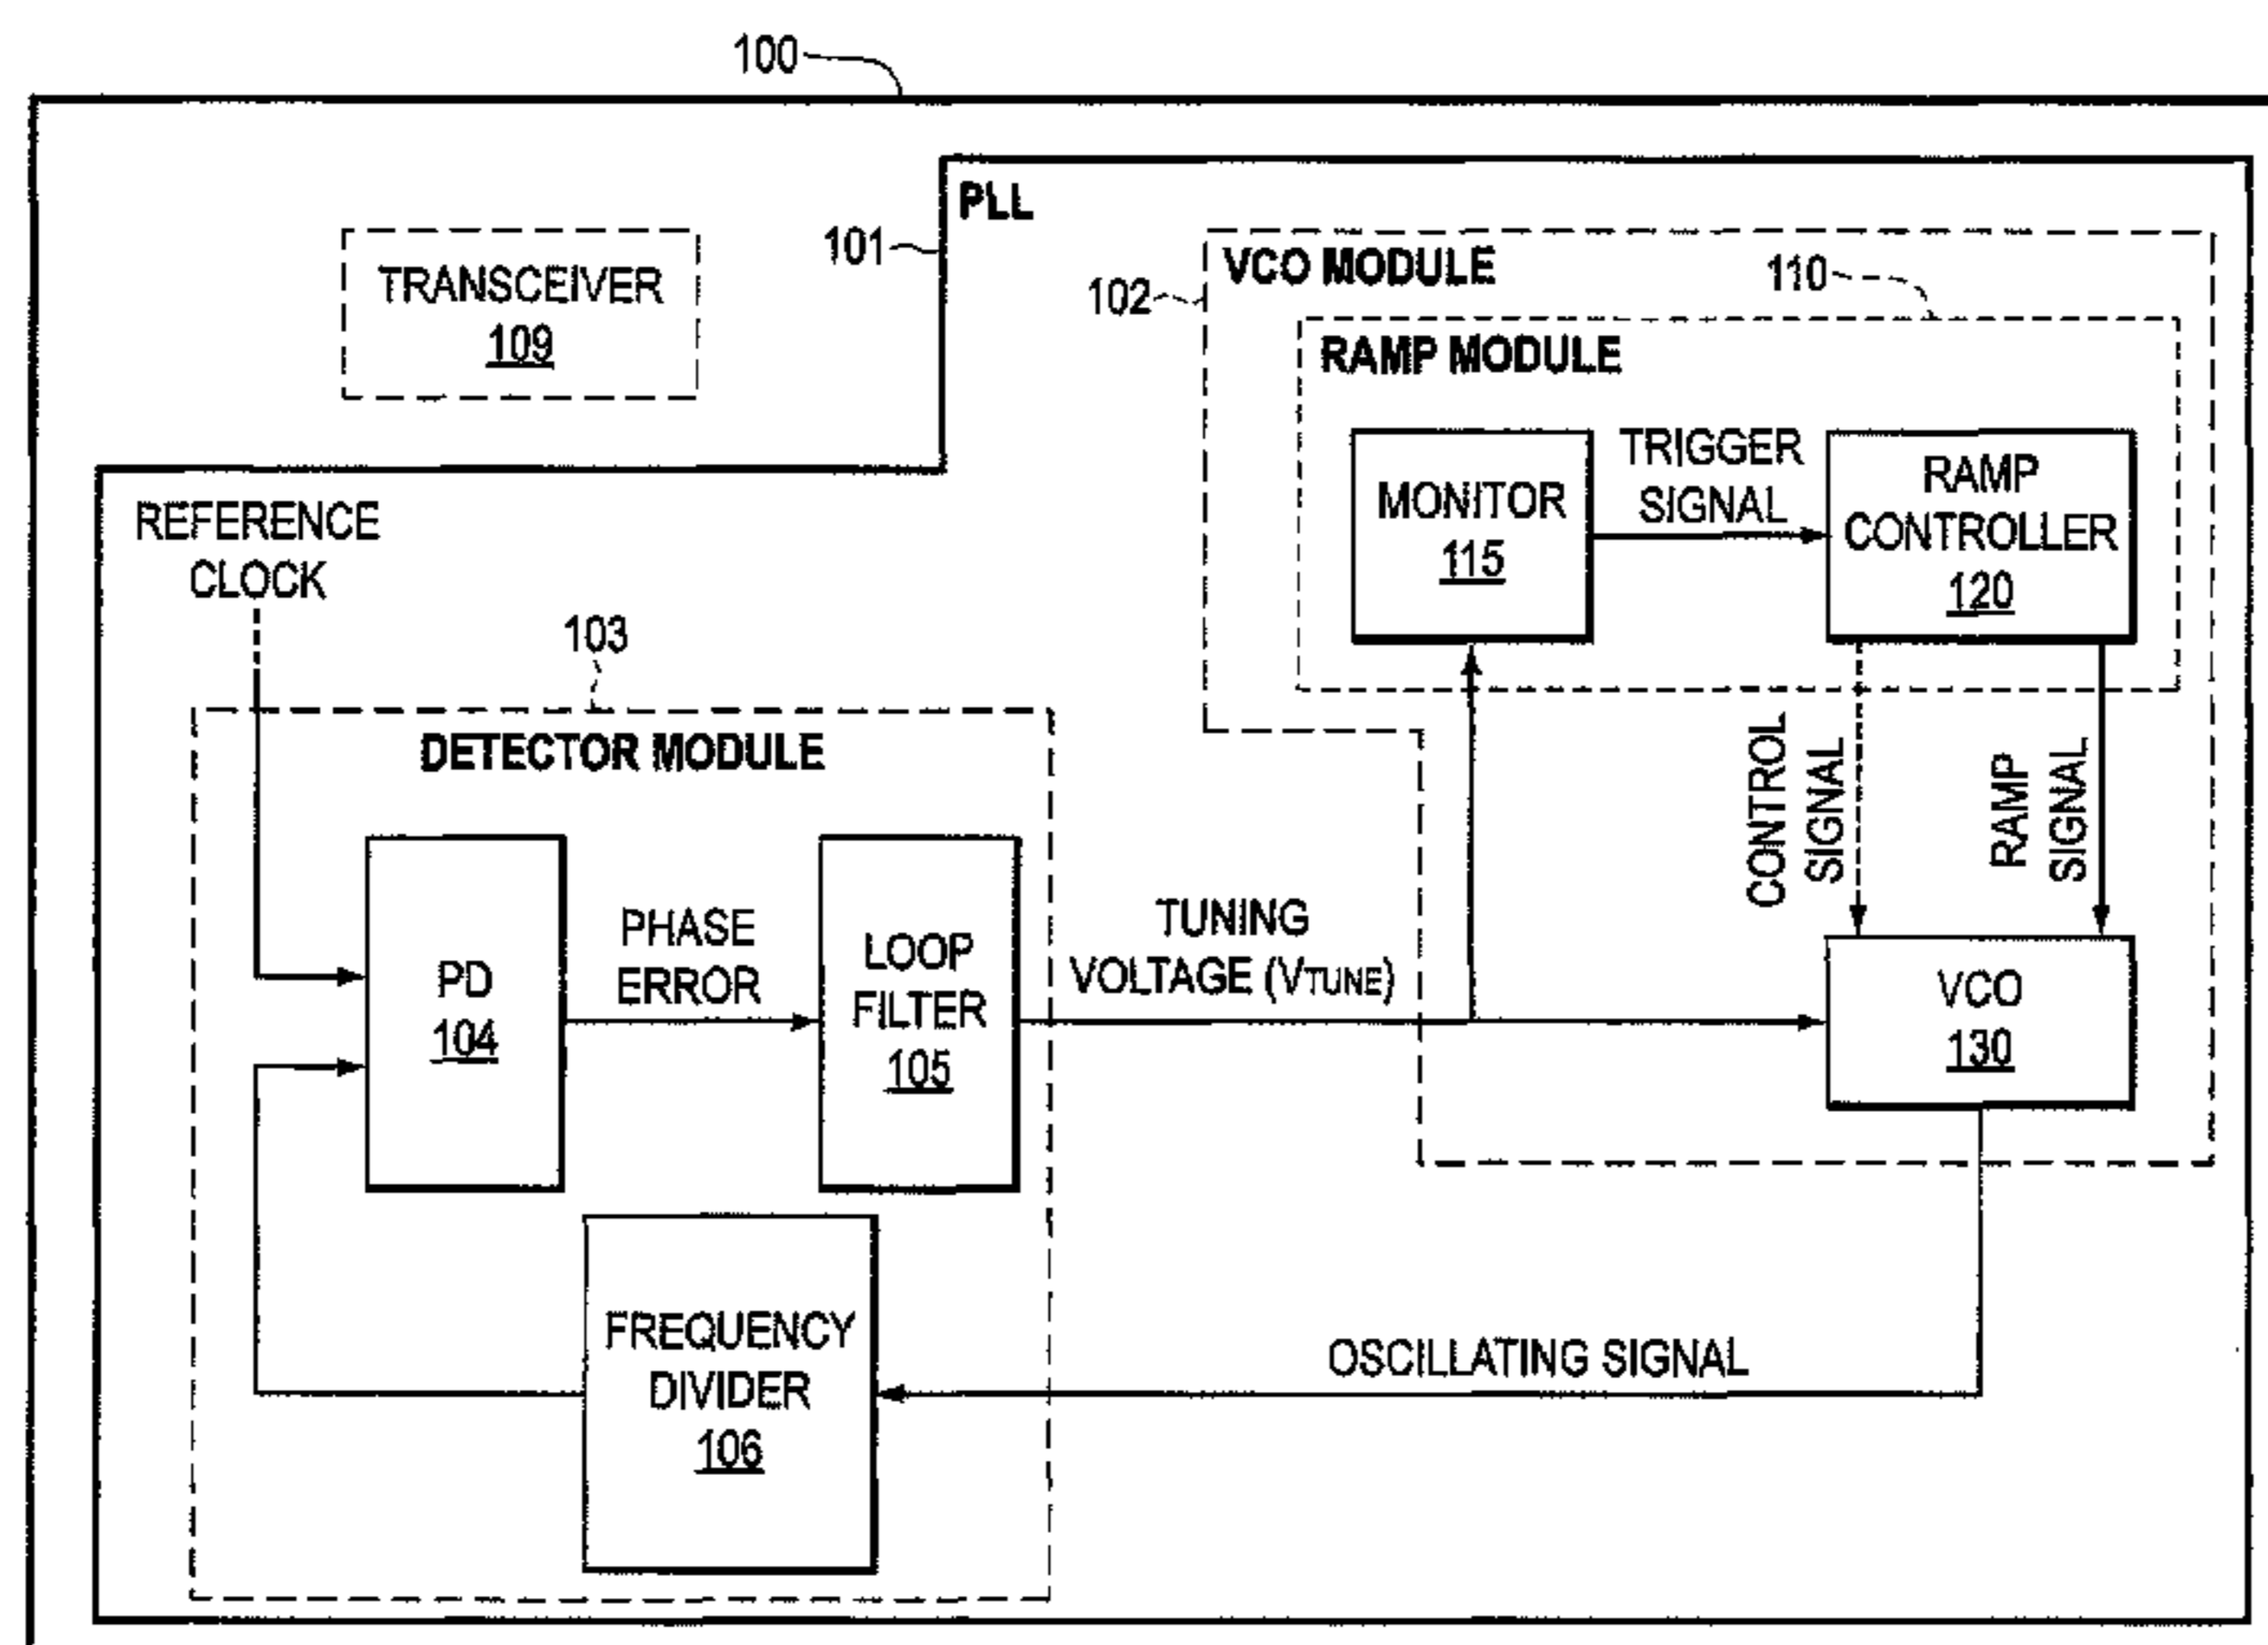 100
PLL
101
TRANSCEIVER
109
VCO MODULE
102
110
RAMP MODULE
MONITOR
115
TRIGGER
SIGNAL
RAMP
CONTROLLER
120
REFERENCE
CLOCK
103
DETECTOR MODULE
CONTROL
SIGNAL
RAMP
SIGNAL
PD
104
PHASE
ERROR
LOOP
FILTER
105
TUNING
VOLTAGE (VTUNE)
VCO
130
FREQUENCY
DIVIDER
106
OSCILLATING SIGNAL